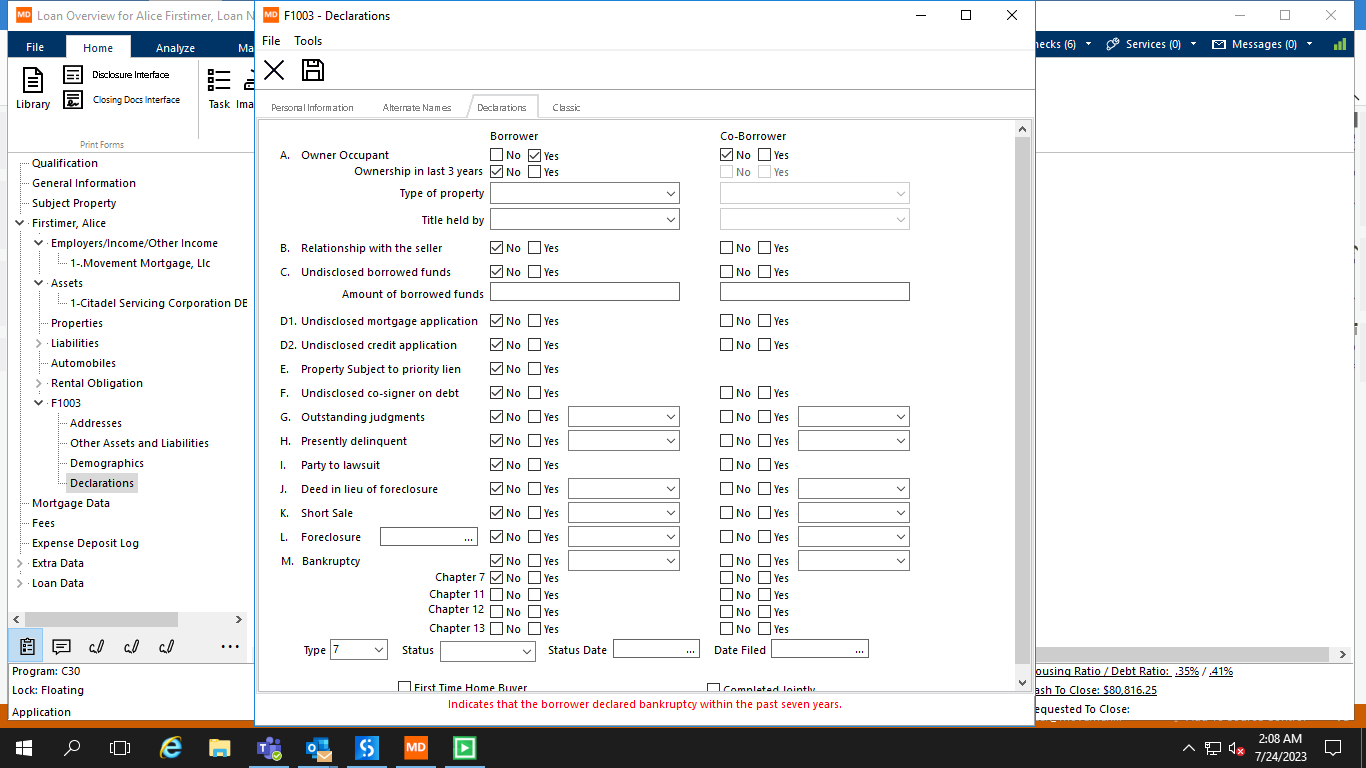 MD Loan Overview for Alice Firstimer, Loan N
MD F1003 - Declarations
File Home Analyze Ma
File Tools
hecks (6) Services (0) Messages (0)
Library
Disclosure Interface
Closing Docs Interface
Task Ima
Print Forms
Personal Information Alternate Names Declarations Classic
Qualification
General Information
Subject Property
Firstimer, Alice
Employers/Income/Other Income
1-.Movement Mortgage, Llc
Assets
1-Citadel Servicing Corporation DE
Properties
Liabilities
Automobiles
Rental Obligation
F1003
Addresses
Other Assets and Liabilities
Demographics
Declarations
Mortgage Data
Fees
Expense Deposit Log
Extra Data
Loan Data
Program: C30
Lock: Floating
Application
Borrower Co-Borrower
A. Owner Occupant No Yes No Yes
Ownership in last 3 years No Yes No Yes
Type of property
Title held by
B. Relationship with the seller No Yes No Yes
C. Undisclosed borrowed funds No Yes No Yes
Amount of borrowed funds
D1. Undisclosed mortgage application No Yes No Yes
D2. Undisclosed credit application No Yes No Yes
E. Property Subject to priority lien No Yes
F. Undisclosed co-signer on debt No Yes No Yes
G. Outstanding judgments No Yes No Yes
H. Presently delinquent No Yes No Yes
I. Party to lawsuit No Yes No Yes
J. Deed in lieu of foreclosure No Yes No Yes
K. Short Sale No Yes No Yes
L. Foreclosure ... No Yes No Yes
M. Bankruptcy No Yes No Yes
Chapter 7 No Yes No Yes
Chapter 11 No Yes No Yes
Chapter 12 No Yes No Yes
Chapter 13 No Yes No Yes
Type 7 Status Status Date ... Date Filed ...
First Time Home Buyer Completed Jointly
Indicates that the borrower declared bankruptcy within the past seven years.
ousing Ratio / Debt Ratio: .35% / .41%
ash To Close: $80,816.25
equested To Close:
MD
2:08 AM
7/24/2023